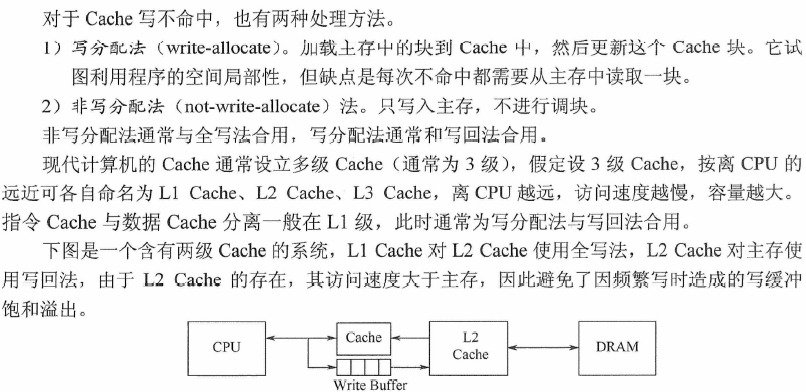 对于 Cache 写不命中，也有两种处理方法。
1）写分配法（write-allocate）。加载主存中的块到 Cache 中，然后更新这个 Cache 块。它试
图利用程序的空间局部性，但缺点是每次不命中都需要从主存中读取一块。
2）非写分配法（not-write-allocate）法。只写入主存，不进行调块。
非写分配法通常与全写法合用，写分配法通常和写回法合用。
现代计算机的 Cache 通常设立多级 Cache（通常为 3 级），假定设 3 级 Cache，按离 CPU 的
远近可各自命名为 L1 Cache、L2 Cache、L3 Cache，离 CPU 越远，访问速度越慢，容量越大。
指令 Cache 与数据 Cache 分离一般在 L1 级，此时通常为写分配法与写回法合用。
下图是一个含有两级 Cache 的系统，L1 Cache 对 L2 Cache 使用全写法，L2 Cache 对主存使
用写回法，由于 L2 Cache 的存在，其访问速度大于主存，因此避免了因频繁写时造成的写缓冲
饱和溢出。
CPU
Cache
Write Buffer
L2
Cache
DRAM